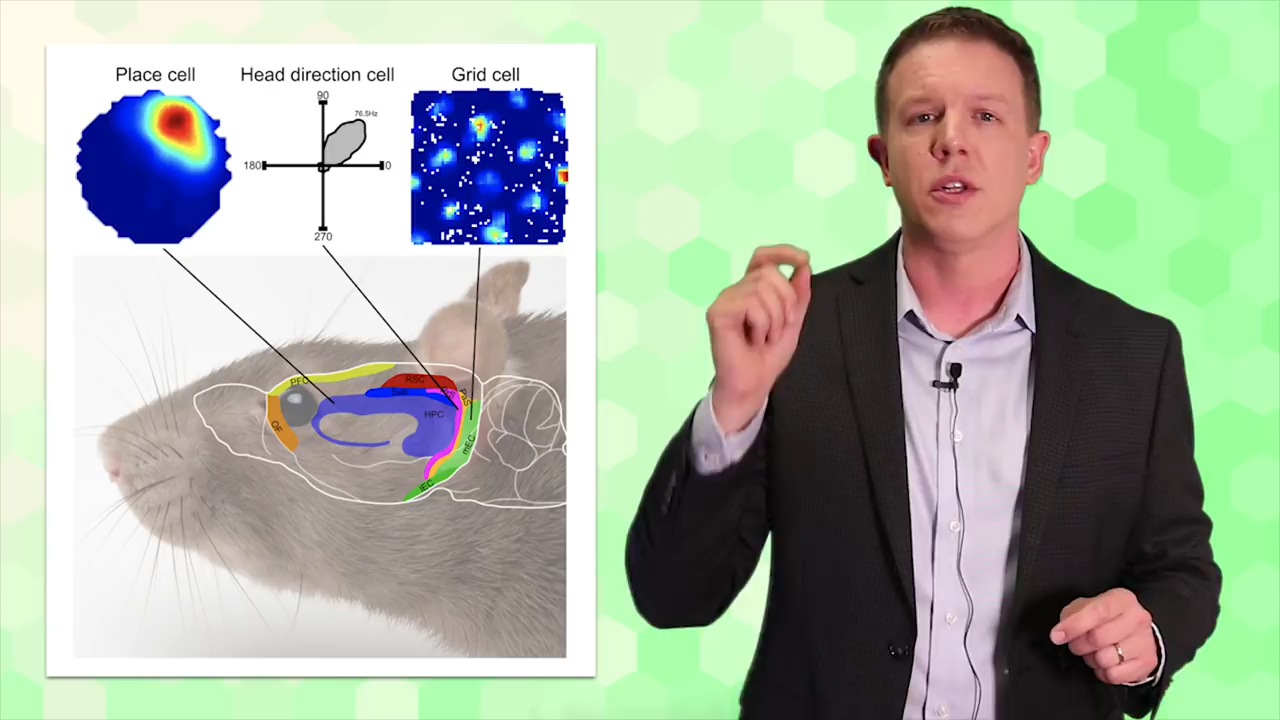 Place cell
Head direction cell
Grid cell
90
76.5Hz
180
0
270
PFC
RSC
PaS
HPC
OF
mEC
lEC